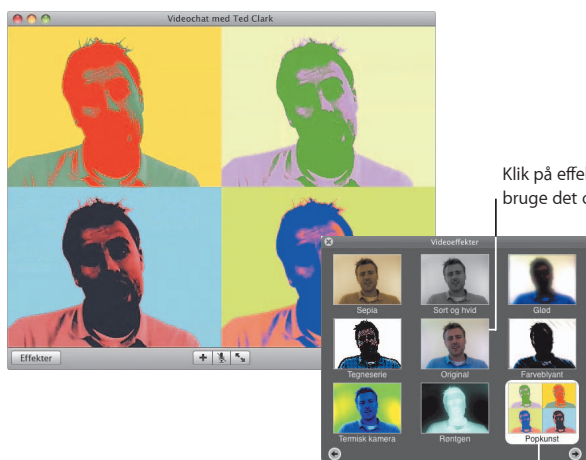 Videochat med Ted Clark
Klik på
bruge det
Videoeffekter
Sepia
Sort og hvid
Glød
Tegneserie
Original
Farveblyant
Termisk kamera
Røntgen
Popkunst
Effekter